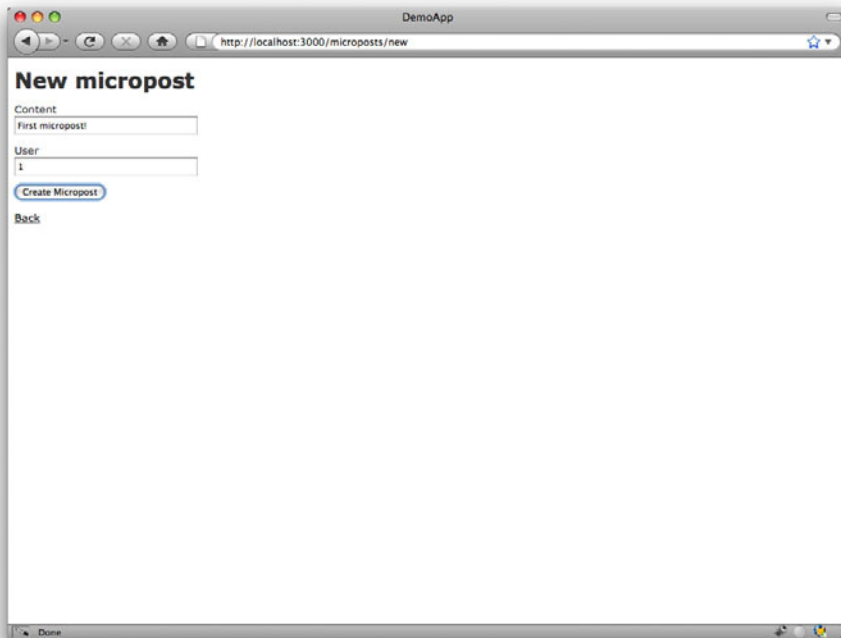 DemoApp
http://localhost:3000/microposts/new
New micropost
Content
First micropost!
User
1
Create Micropost
Back
Done